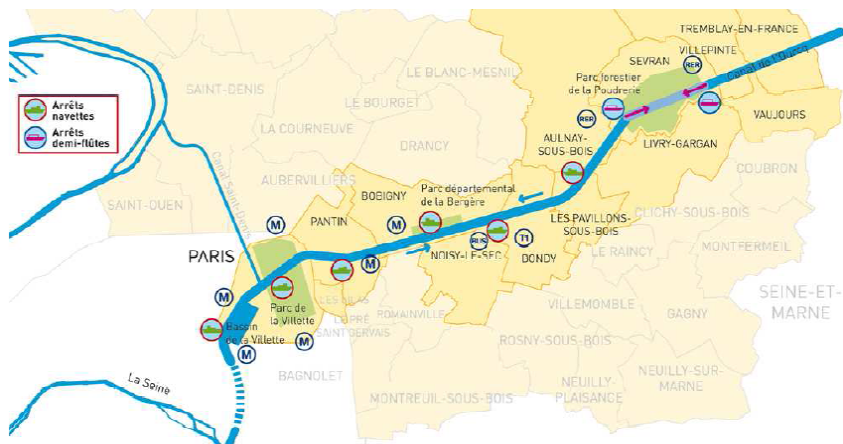 TREMBLAY-EN-FRANCE
SEVRAN
VILLEPINTE
RER
Canal de l'Ourcq
Parc forestier
de la Poudrerie
SAINT-DENIS
LE BLANC-MESNIL
LE BOURGET
Arrêts
navettes
Arrêts
demi-flûtes
RER
VAUJOURS
LA COURNEUVE
AULNAY-
SOUS-BOIS
LIVRY-GARGAN
DRANCY
Canal Saint-Denis
COUBRON
AUBERVILLIERS
BOBIGNY
Parc départemental
de la Bergère
SAINT-OUEN
PANTIN
M
M
LES PAVILLONS-
SOUS-BOIS
CLICHY-SOUS-BOIS
BUS
T1
MONTFERMEIL
PARIS
NOISY-LE-SEC
BONDY
LE RAINCY
M
M
LES LILAS
Parc de
la Villette
LE PRÉ
SAINT GERVAIS
ROMAINVILLE
VILLEMOMBLE
GAGNY
SEINE-ET-
MARNE
Bassin
de la Villette
M
M
ROSNY-SOUS-BOIS
BAGNOLET
La Seine
NEUILLY-
PLAISANCE
NEUILLY-SUR-
MARNE
MONTREUIL-SOUS-BOIS